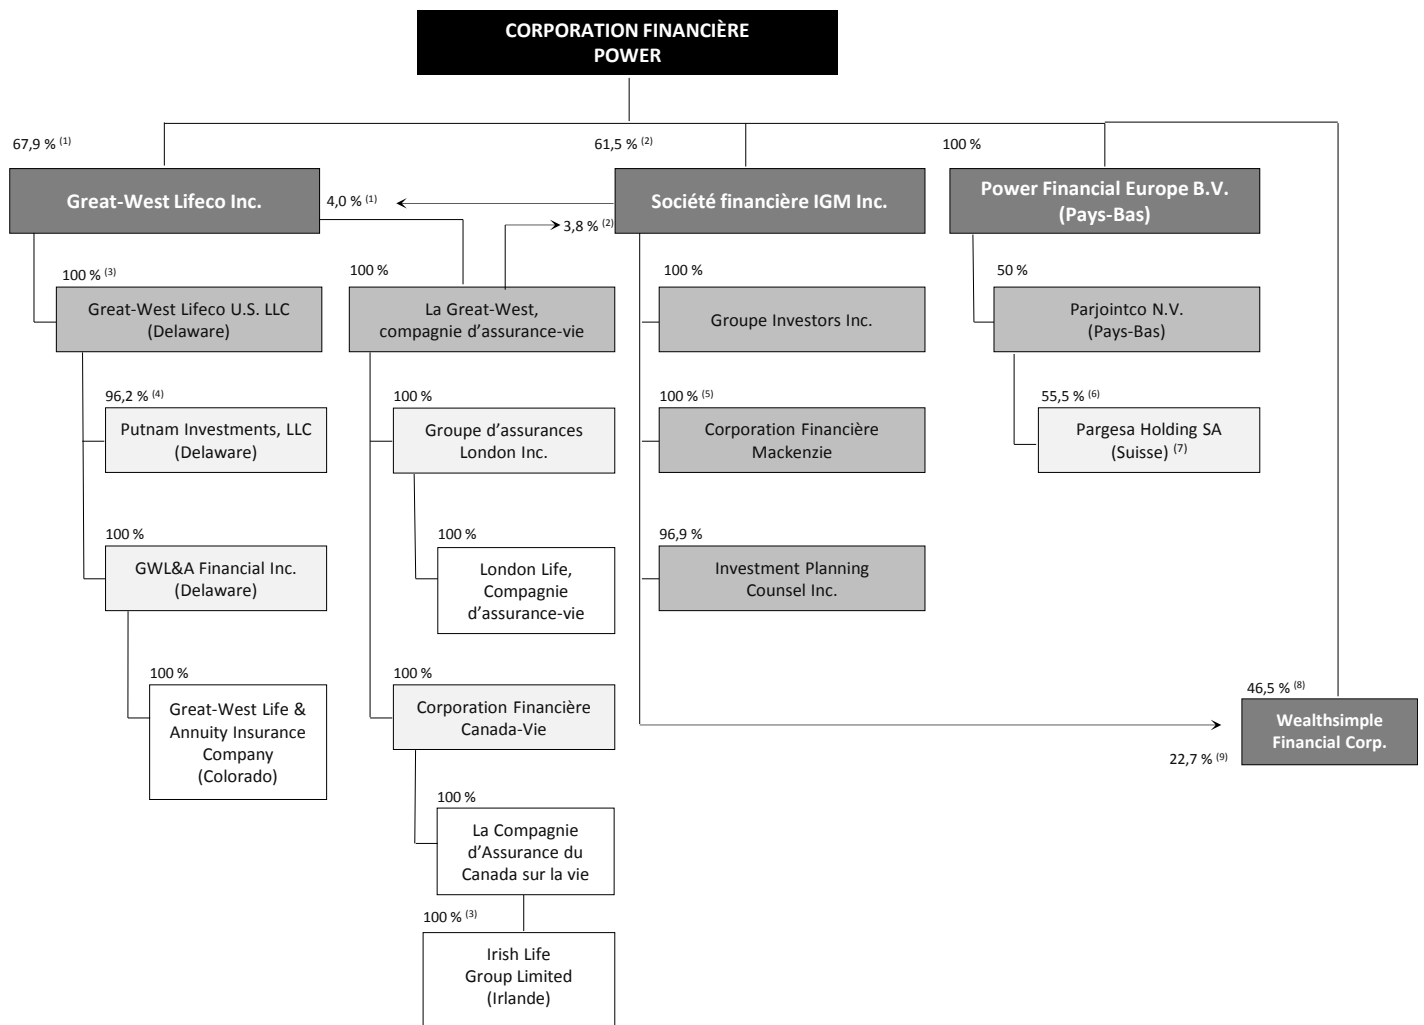 CORPORATION FINANCIÈRE
POWER
67,9 % (1)
61,5 % (2)
100 %
Great-West Lifeco Inc.
4,0 % (1)
Société financière IGM Inc.
3,8 % (2)
Power Financial Europe B.V.
(Pays-Bas)
100 % (3)
100 %
100 %
50 %
Great-West Lifeco U.S. LLC
(Delaware)
La Great-West,
compagnie d'assurance-vie
Groupe Investors Inc.
Parjointco N.V.
(Pays-Bas)
96,2 % (4)
100 %
100 % (5)
55,5 % (6)
Putnam Investments, LLC
(Delaware)
Groupe d'assurances
London Inc.
Corporation Financière
Mackenzie
Pargesa Holding SA
(Suisse) (7)
100 %
100 %
96,9 %
GWL&A Financial Inc.
(Delaware)
London Life,
Compagnie
d'assurance-vie
Investment Planning
Counsel Inc.
100 %
100 %
46,5 % (8)
Great-West Life &
Annuity Insurance
Company
(Colorado)
Corporation Financière
Canada-Vie
Wealthsimple
Financial Corp.
22,7 % (9)
100 %
La Compagnie
d'Assurance du
Canada sur la vie
100 % (3)
Irish Life
Group Limited
(Irlande)